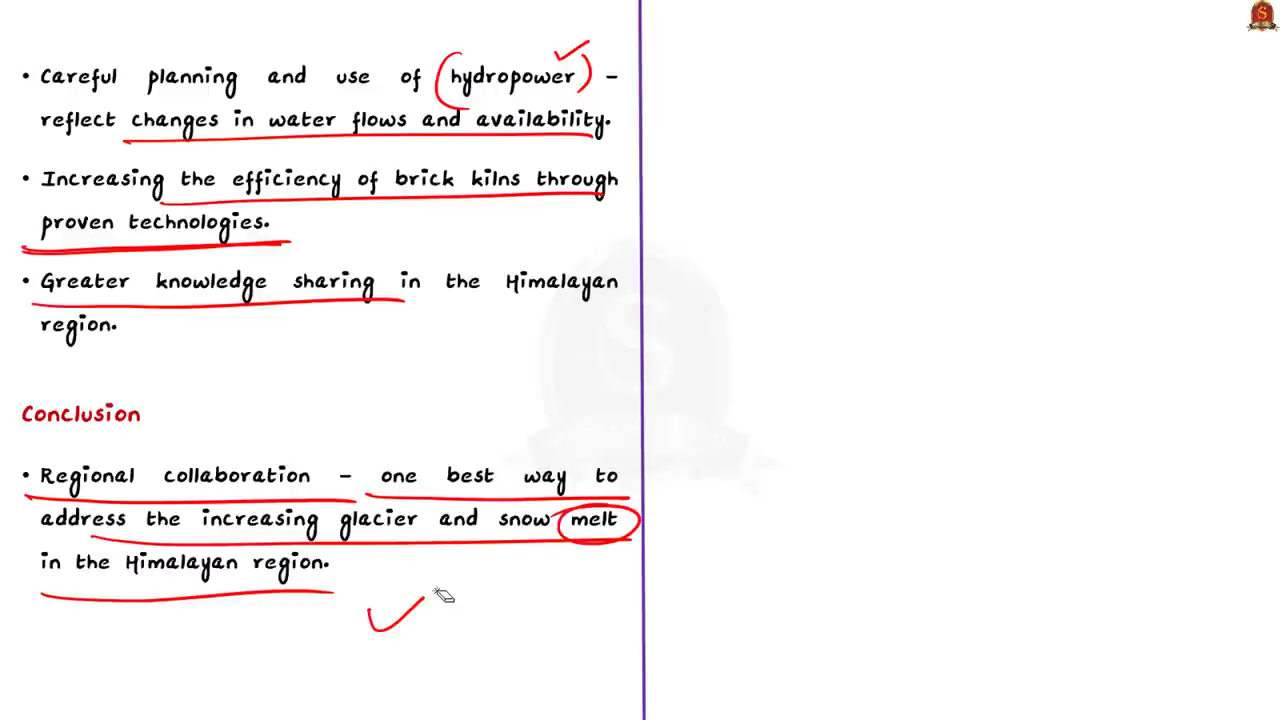 • Careful planning and use of (hydropower) –
reflect changes in water flows and availability.
• Increasing the efficiency of brick kilns through
proven technologies.
• Greater knowledge sharing in the Himalayan
region.
Conclusion
• Regional collaboration – one best way to
address the increasing glacier and snow melt
in the Himalayan region.